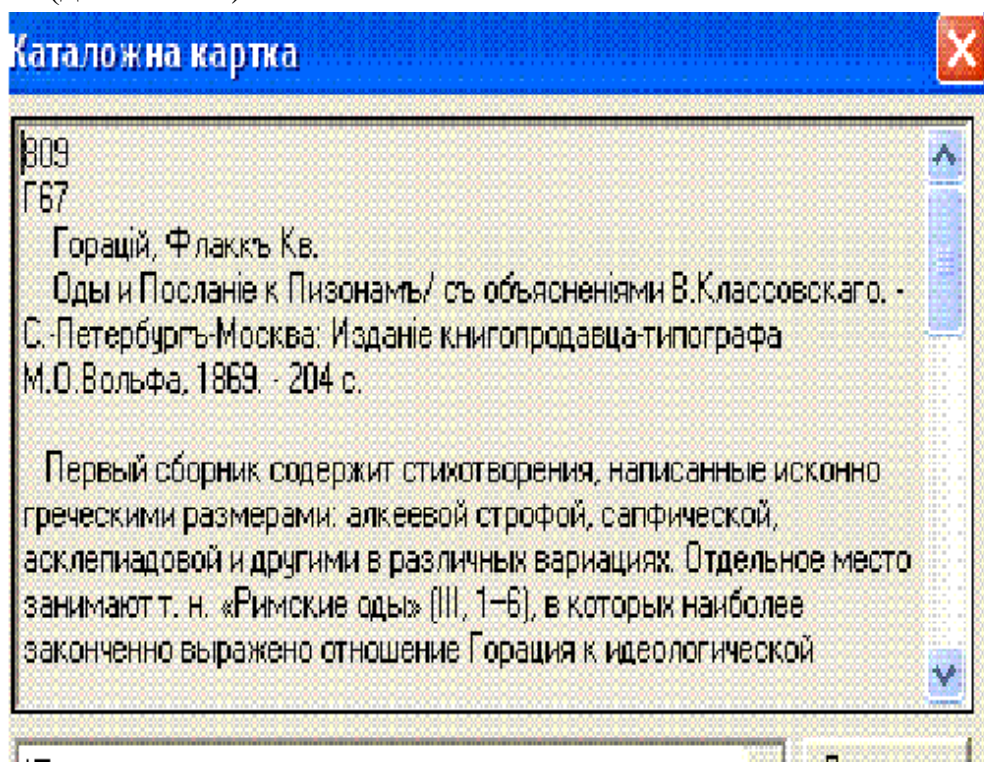 Каталожна картка
809
Г67
Горацій, Флаккъ Кв.
Оды и Посланіе к Пизонамъ/ съ объясненіями В.Классовскаго. -
С.-Петербургъ-Москва: Изданіе книгопродавца-типографа
М.О.Вольфа, 1869. - 204 с.
Первый сборник содержит стихотворения, написанные исконно
греческими размерами: алкеевой строфой, сапфической,
асклепиадовой и другими в различных вариациях. Отдельное место
занимают т. н. «Римские оды» (III, 1–6), в которых наиболее
законченно выражено отношение Горация к идеологической